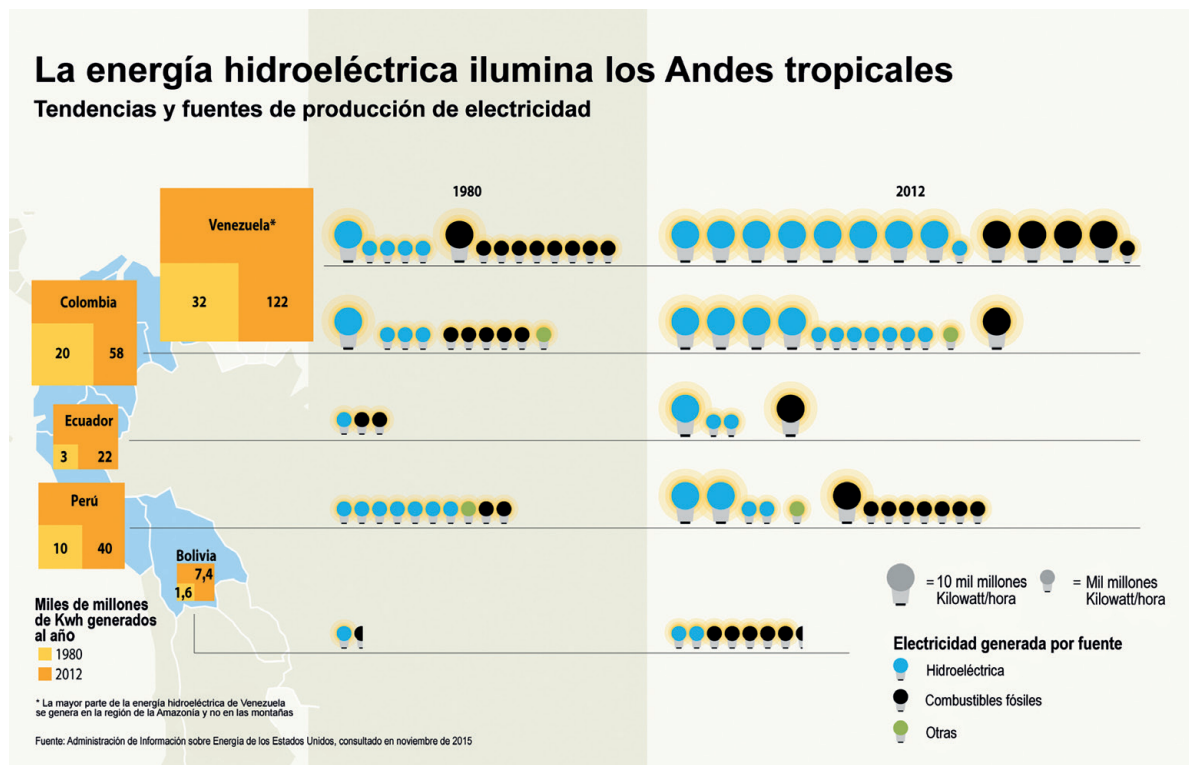 La energía hidroeléctrica ilumina los Andes tropicales
Tendencias y fuentes de producción de electricidad
1980
2012
Venezuela*
32
122
Colombia
20
58
Ecuador
3
22
Perú
10
40
Bolivia
7,4
1,6
Miles de millones
de Kwh generados
al año
1980
2012
= 10 mil millones
Kilowatt/hora
= Mil millones
Kilowatt/hora
Electricidad generada por fuente
Hidroeléctrica
Combustibles fósiles
Otras
* La mayor parte de la energía hidroeléctrica de Venezuela
se genera en la región de la Amazonía y no en las montañas
Fuente: Administración de Información sobre Energía de los Estados Unidos, consultado en noviembre de 2015